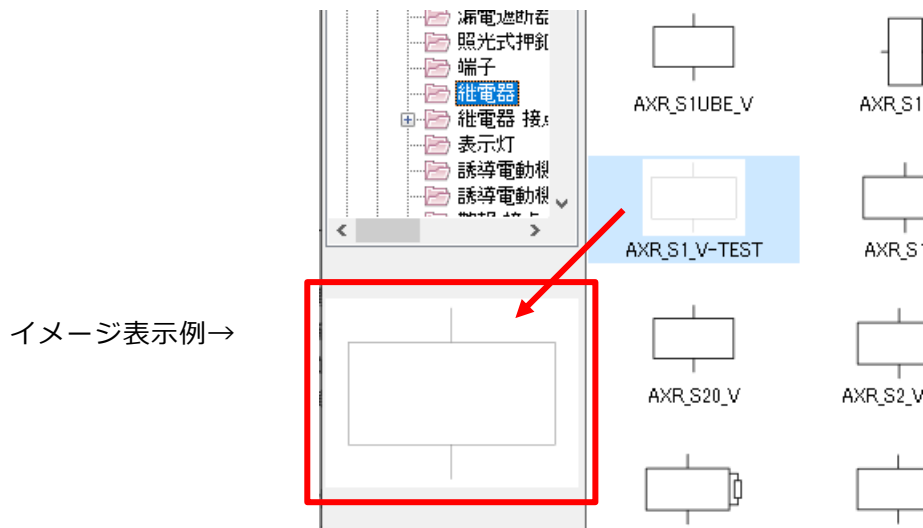 照光式押釦
端子
継電器
継電器 接点
表示灯
誘導電動機
誘導電動機
AXR_S1UBE_V
AXR_S1
AXR_S1_V-TEST
AXR_S1
イメージ表示例→
AXR_S20_V
AXR_S2_V